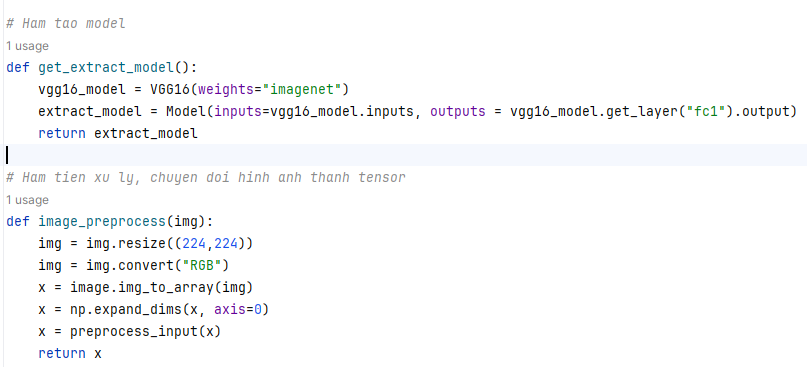 # Ham tao model
1 usage
def get_extract_model():
    vgg16_model = VGG16(weights="imagenet")
    extract_model = Model(inputs=vgg16_model.inputs, outputs = vgg16_model.get_layer("fc1").output)
    return extract_model
# Ham tien xu ly, chuyen doi hinh anh thanh tensor
1 usage
def image_preprocess(img):
    img = img.resize((224,224))
    img = img.convert("RGB")
    x = image.img_to_array(img)
    x = np.expand_dims(x, axis=0)
    x = preprocess_input(x)
    return x